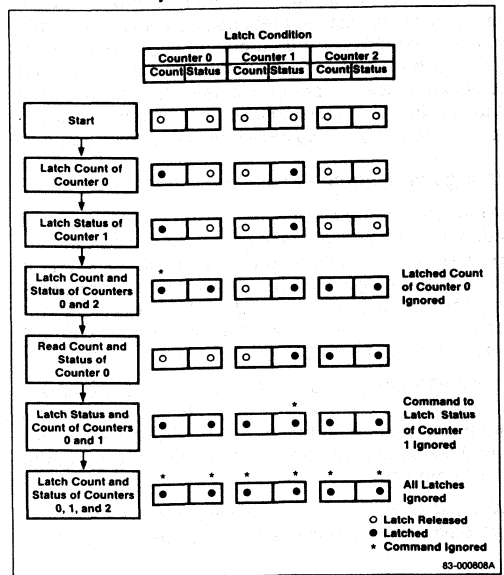 Latch Condition
Counter 0 Counter 1 Counter 2
Count Status Count Status Count Status
Start
Latch Count of
Counter 0
Latch Status of
Counter 1
*
Latch Count and
Status of Counters
0 and 2
Latched Count
of Counter 0
Ignored
Read Count and
Status of
Counter 0
*
Latch Status and
Count of Counters
0 and 1
Command to
Latch Status
of Counter
1 Ignored
* * * * * *
Latch Count and
Status of Counters
0, 1, and 2
All Latches
Ignored
○ Latch Released
● Latched
* Command Ignored
83-000808A